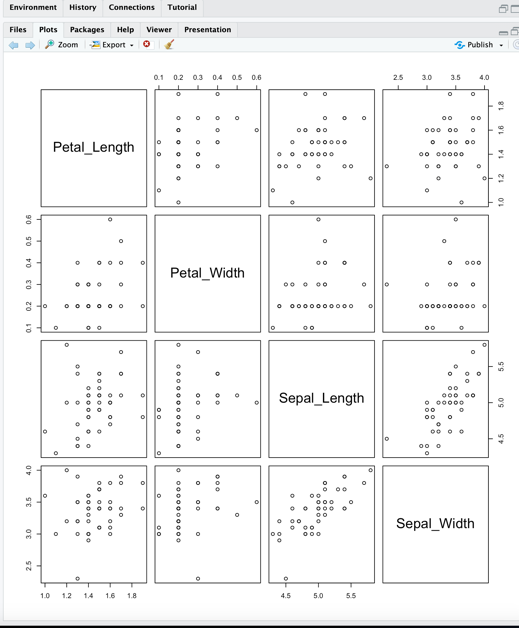 Environment History Connections Tutorial
Files Plots Packages Help Viewer Presentation
Zoom Export Publish
0.1 0.2 0.3 0.4 0.5 0.6 2.5 3.0 3.5 4.0
Petal_Length
1.0 1.2 1.4 1.6 1.8
0.1 0.2 0.3 0.4 0.5 0.6
Petal_Width
Sepal_Length
4.5 5.0 5.5
2.5 3.0 3.5 4.0
Sepal_Width
1.0 1.2 1.4 1.6 1.8 4.5 5.0 5.5